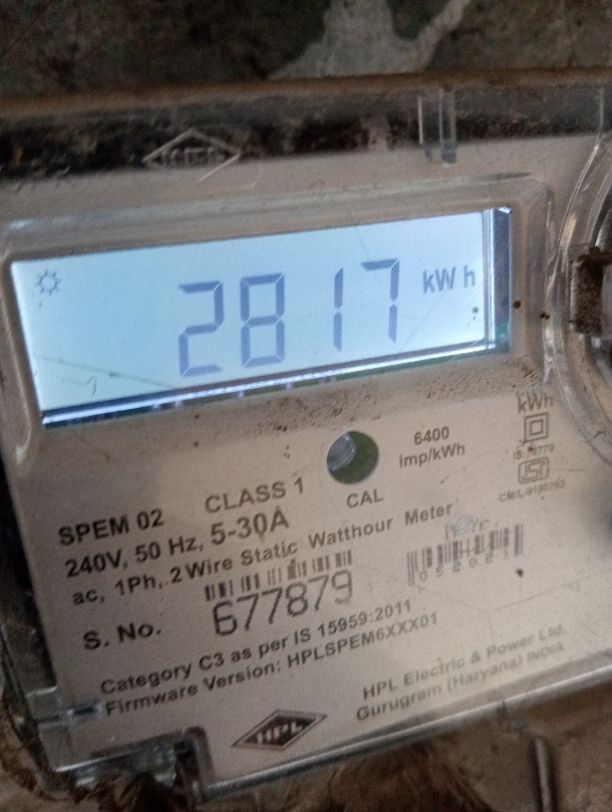 2817 kWh
kWh
6400
imp/kWh
CAL
SPEM 02 CLASS 1
240V, 50 Hz, 5-30A
ac, 1Ph, 2 Wire Static Watthour Meter
S. No. 677879
Category C3 as per IS 15959:2011
Firmware Version: HPLSPEM6XXX01
HPL Electric & Power Ltd.
Gurugram (Haryana) INDIA
HPL